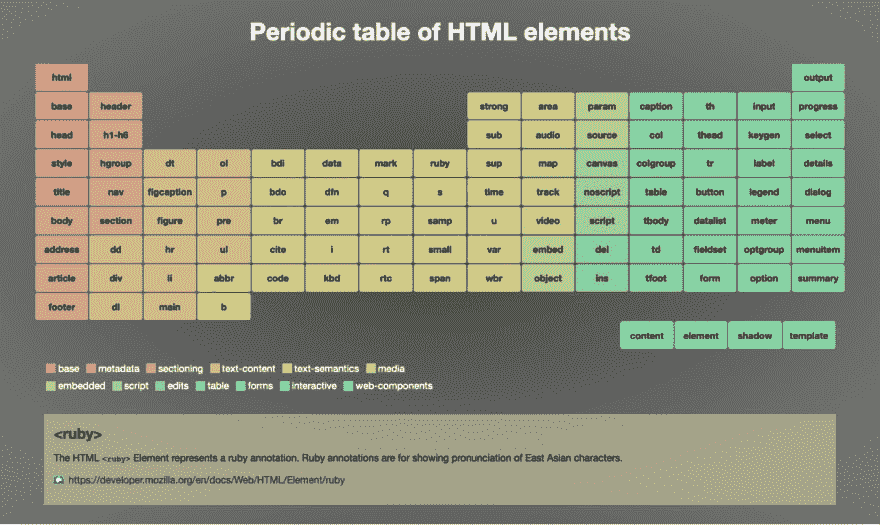 Periodic table of HTML elements
html output
base header strong area param caption th input progress
head h1-h6 sub audio source col thead keygen select
style hgroup dt ol bdi data mark ruby sup map canvas colgroup tr label details
title nav figcaption p bdo dfn q s time track noscript table button legend dialog
body section figure pre br em rp samp u video script tbody datalist meter menu
address dd hr ul cite i rt small var embed del td fieldset optgroup menuitem
article div li abbr code kbd rtc span wbr object ins tfoot form option summary
footer dl main b
content element shadow template
base metadata sectioning text-content text-semantics media
embedded script edits table forms interactive web-components
<ruby>
The HTML <ruby> Element represents a ruby annotation. Ruby annotations are for showing pronunciation of East Asian characters.
https://developer.mozilla.org/en/docs/Web/HTML/Element/ruby